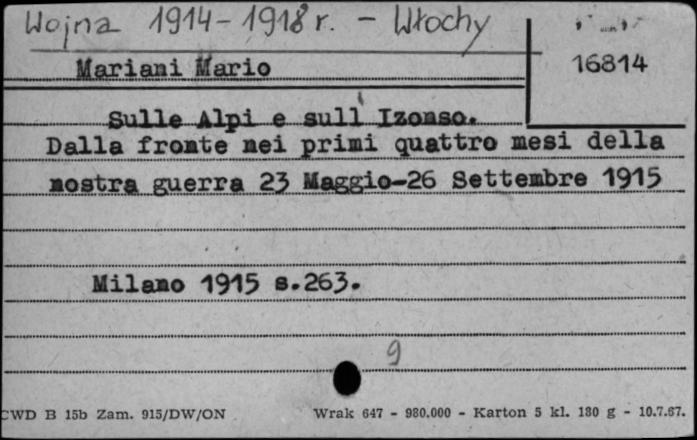 Wojna 1914-1918 r. - Włochy
16814
Mariani Mario
Sulle Alpi e sull' Izonso.
Dalla fronte nei primi quattro mesi della
nostra guerra 23 Maggio-26 Settembre 1915
Milano 1915 s.263.
9
CWD B 15b Zam. 915/DW/ON Wrak 647 - 980.000 - Karton 5 kl. 180 g - 10.7.67.